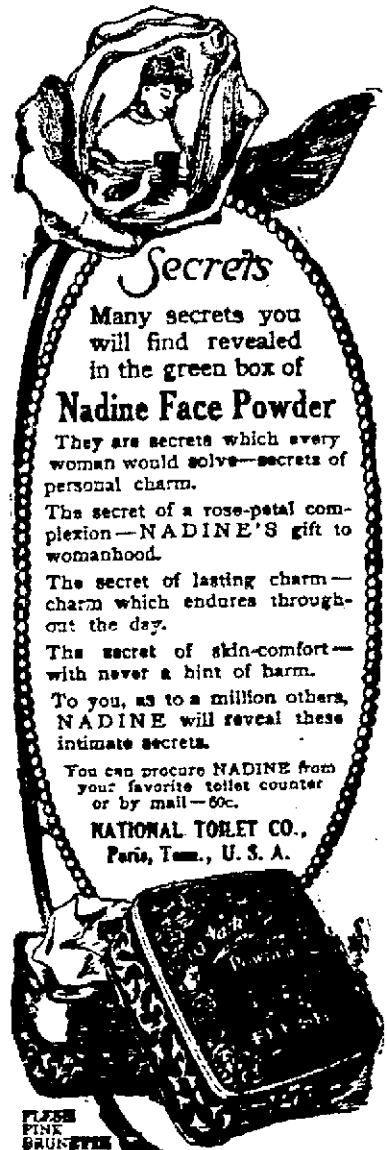 Secrets
Many secrets you
will find revealed
in the green box of
Nadine Face Powder
They are secrets which every
woman would solve—secrets of
personal charm.
The secret of a rose-petal com-
plexion—NADINE'S gift to
womanhood.
The secret of lasting charm—
charm which endures through-
out the day.
The secret of skin-comfort—
with never a hint of harm.
To you, as to a million others,
NADINE will reveal these
intimate secrets.
You can procure NADINE from
your favorite toilet counter
or by mail—60c.
NATIONAL TOILET CO.,
Paris, Tenn., U. S. A.
FLESH
PINK
BRUNETTE